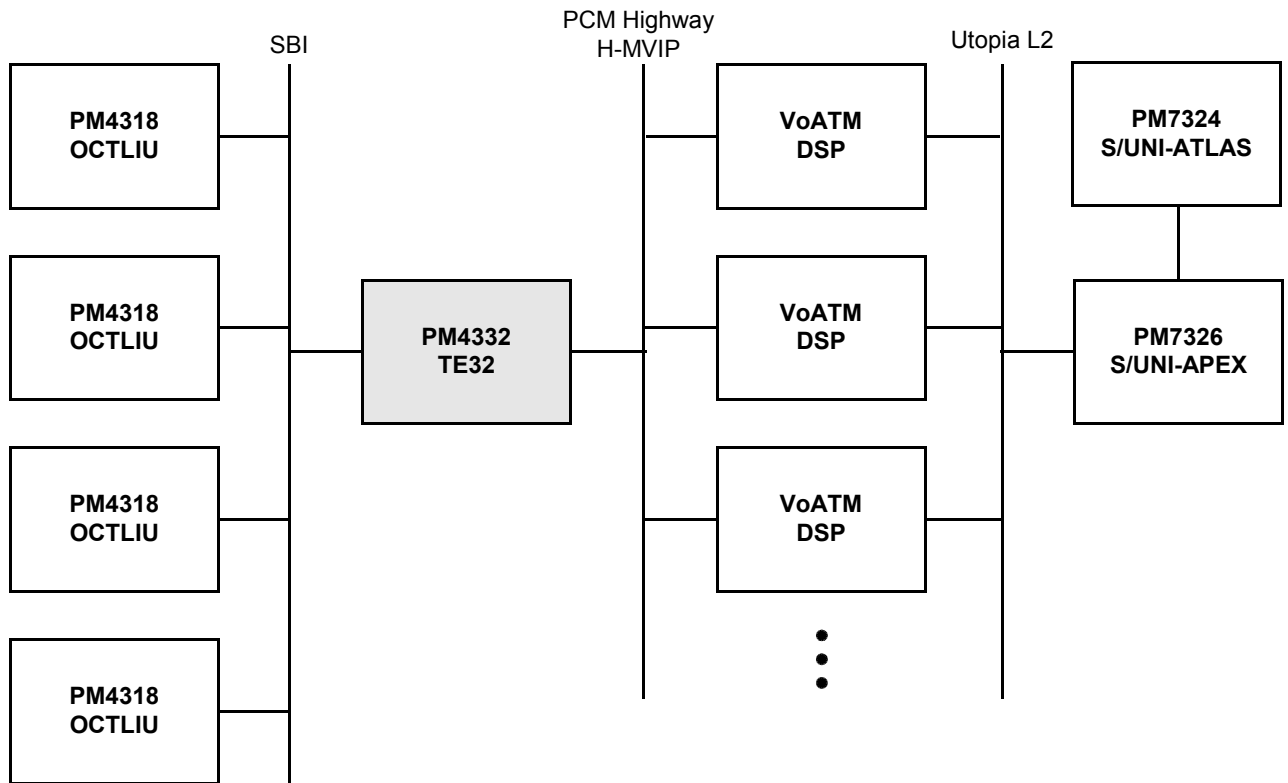 PCM Highway
H-MVIP
SBI
Utopia L2
PM4318
OCTLIU
VoATM
DSP
PM7324
S/UNI-ATLAS
PM4318
OCTLIU
PM4332
TE32
VoATM
DSP
PM7326
S/UNI-APEX
PM4318
OCTLIU
VoATM
DSP
PM4318
OCTLIU